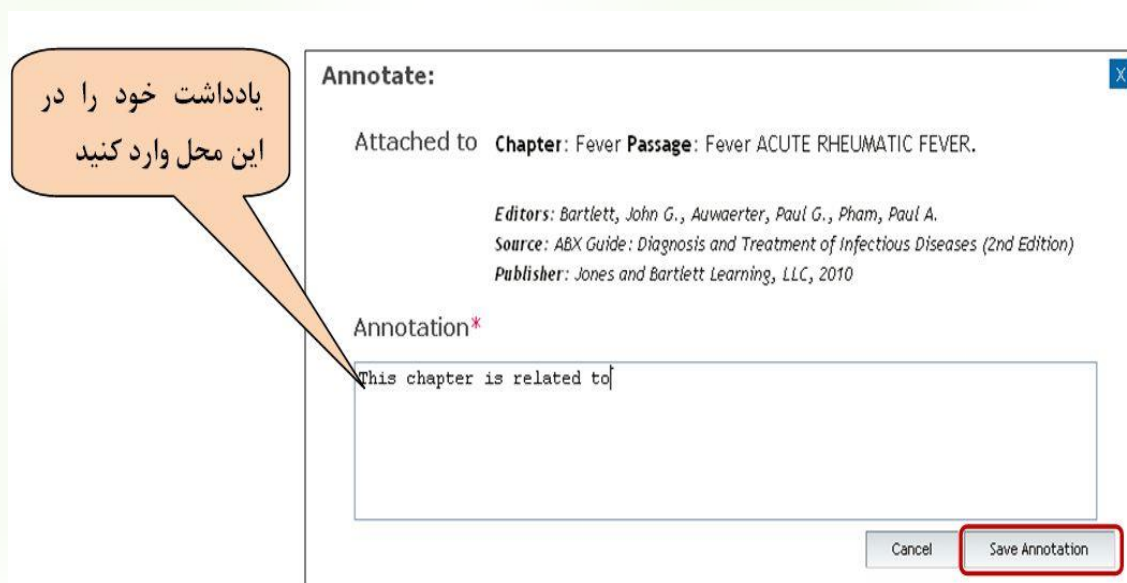 یادداشت خود را در
این محل وارد کنید
Annotate:
X
Attached to Chapter: Fever Passage: Fever ACUTE RHEUMATIC FEVER.
Editors: Bartlett, John G., Auwaerter, Paul G., Pham, Paul A.
Source: ABX Guide: Diagnosis and Treatment of Infectious Diseases (2nd Edition)
Publisher: Jones and Bartlett Learning, LLC, 2010
Annotation*
This chapter is related to
Cancel Save Annotation